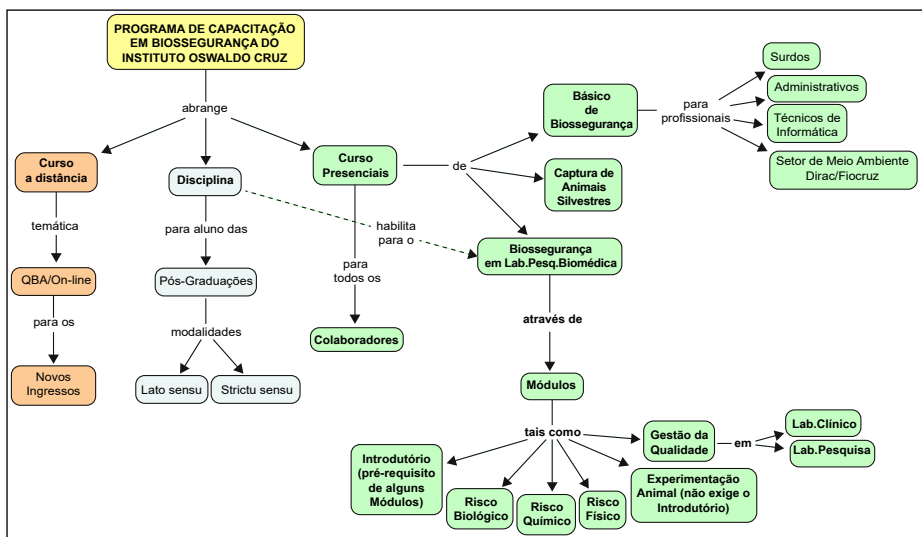 PROGRAMA DE CAPACITAÇÃO
EM BIOSSEGURANÇA DO
INSTITUTO OSWALDO CRUZ
abrange
Curso
a distância
temática
QBA/On-line
para os
Novos
Ingressos
Disciplina
para aluno das
Pós-Graduações
modalidades
Lato sensu
Strictu sensu
habilita
para o
Curso
Presenciais
para
todos os
Colaboradores
de
Básico
de
Biossegurança
para
profissionais
Surdos
Administrativos
Técnicos de
Informática
Setor de Meio Ambiente
Dirac/Fiocruz
Captura de
Animais
Silvestres
Biossegurança
em Lab.Pesq.Biomédica
através de
Módulos
tais como
Introdutório
(pré-requisito
de alguns
Módulos)
Risco
Biológico
Risco
Químico
Risco
Físico
Experimentação
Animal (não exige o
Introdutório)
Gestão da
Qualidade
em
Lab.Clínico
Lab.Pesquisa